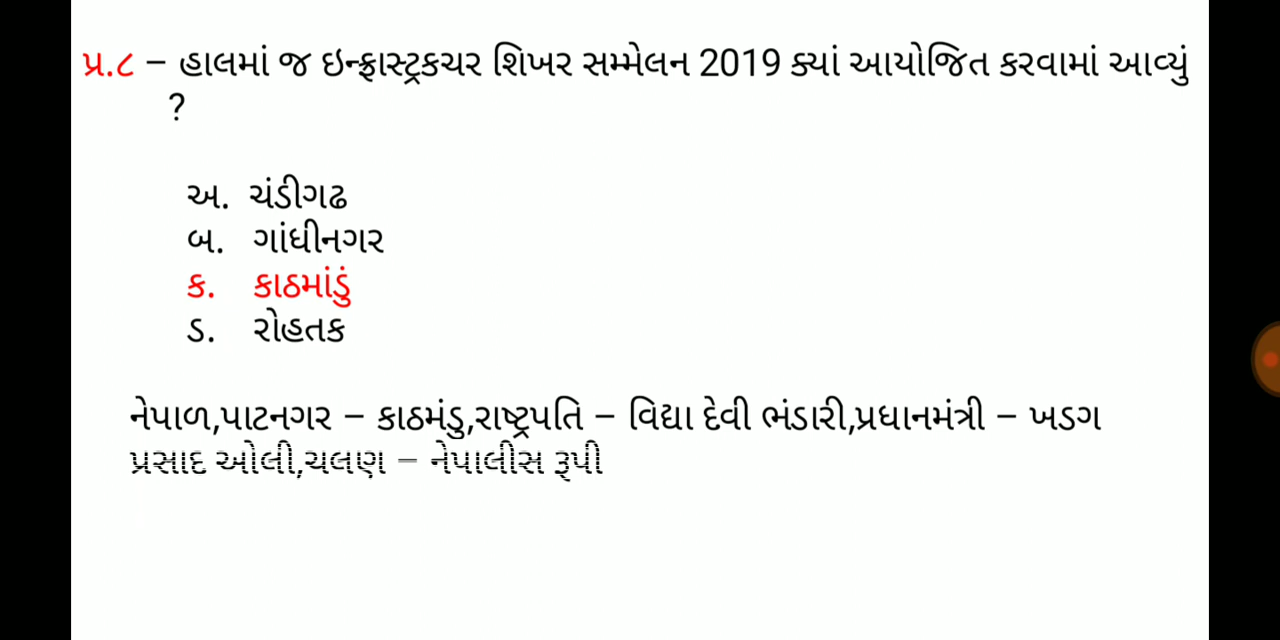 પ્ર.૮ – હાલમાં જ ઇન્ફ્રાસ્ટ્રકચર શિખર સમ્મેલન 2019 ક્યાં આયોજિત કરવામાં આવ્યું
?
અ. ચંડીગઢ
બ. ગાંધીનગર
ક. કાઠમાંડું
ડ. રોહતક
નેપાળ,પાટનગર – કાઠમંડુ,રાષ્ટ્રપતિ – વિદ્યા દેવી ભંડારી,પ્રધાનમંત્રી – ખડગ
પ્રસાદ ઓલી,ચલણ – નેપાલીસ રૂપી